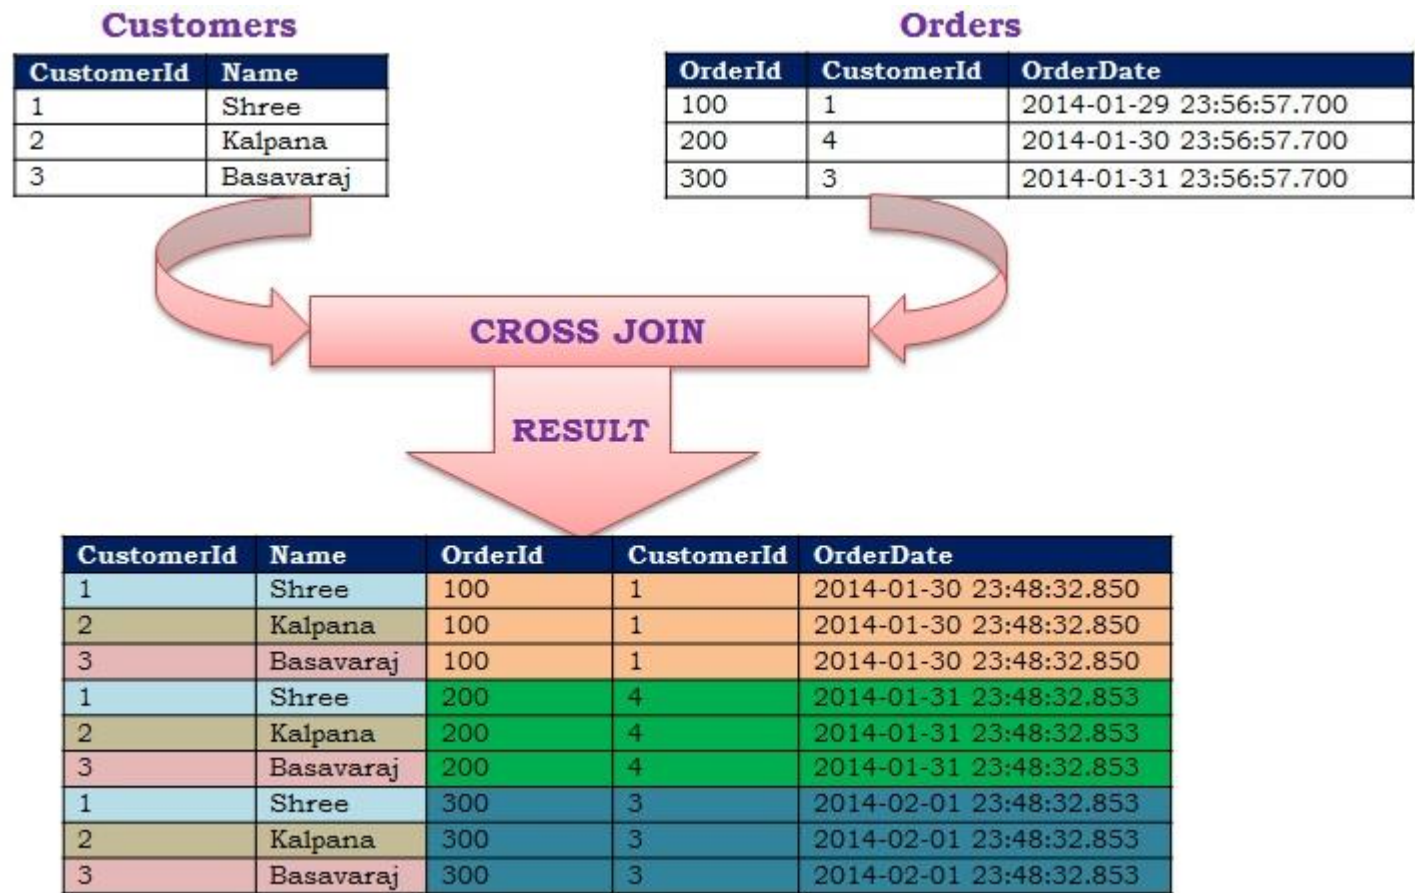 Customers Orders
CustomerId Name OrderId CustomerId OrderDate
1 Shree 100 1 2014-01-29 23:56:57.700
2 Kalpana 200 4 2014-01-30 23:56:57.700
3 Basavaraj 300 3 2014-01-31 23:56:57.700
CROSS JOIN
RESULT
CustomerId Name OrderId CustomerId OrderDate
1 Shree 100 1 2014-01-30 23:48:32.850
2 Kalpana 100 1 2014-01-30 23:48:32.850
3 Basavaraj 100 1 2014-01-30 23:48:32.850
1 Shree 200 4 2014-01-31 23:48:32.853
2 Kalpana 200 4 2014-01-31 23:48:32.853
3 Basavaraj 200 4 2014-01-31 23:48:32.853
1 Shree 300 3 2014-02-01 23:48:32.853
2 Kalpana 300 3 2014-02-01 23:48:32.853
3 Basavaraj 300 3 2014-02-01 23:48:32.853